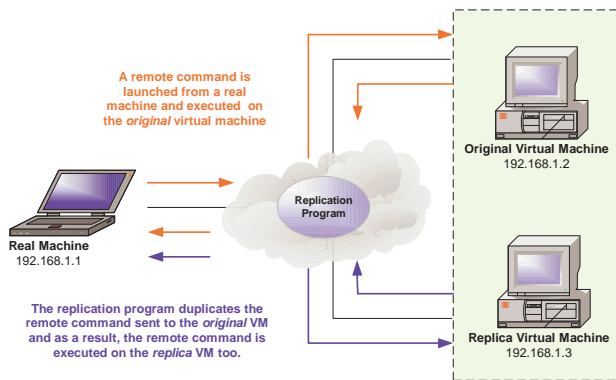 A remote command is
launched from a real
machine and executed on
the original virtual machine
Original Virtual Machine
192.168.1.2
Replication
Program
Real Machine
192.168.1.1
The replication program duplicates the
remote command sent to the original VM
and as a result, the remote command is
executed on the replica VM too.
Replica Virtual Machine
192.168.1.3